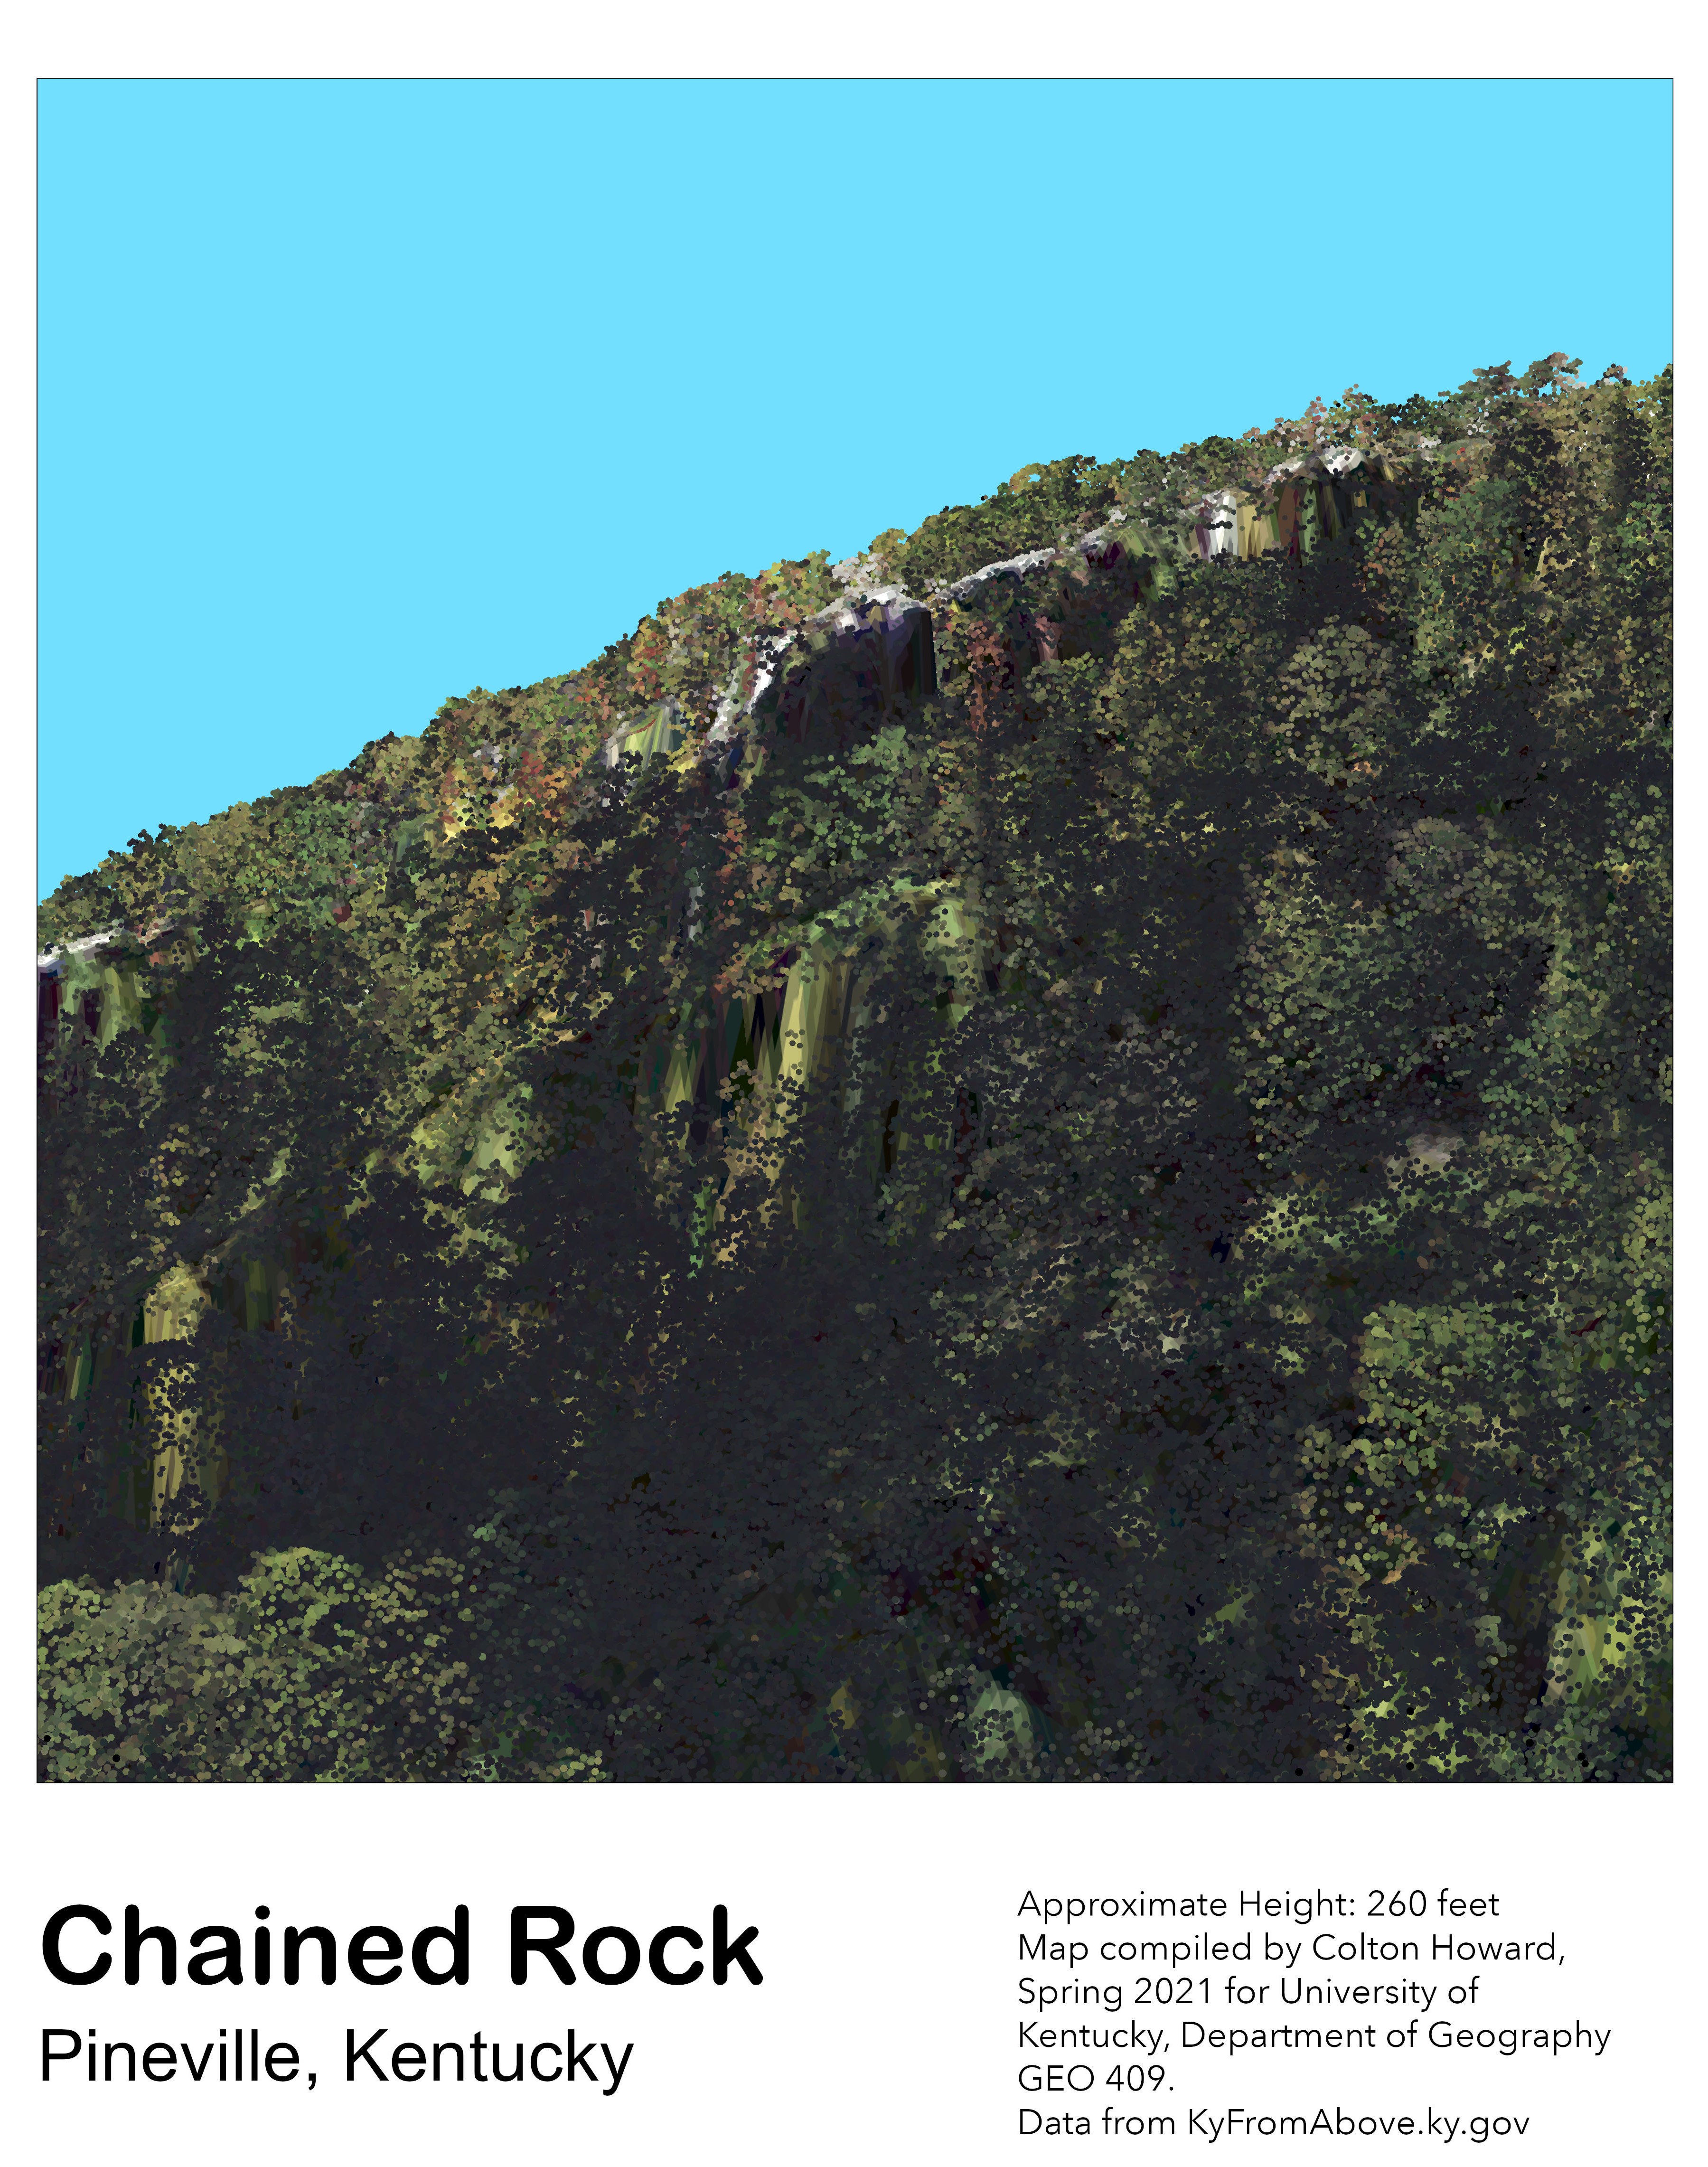 Chained Rock
Pineville, Kentucky
Approximate Height: 260 feet
Map compiled by Colton Howard,
Spring 2021 for University of
Kentucky, Department of Geography
GEO 409.
Data from KyFromAbove.ky.gov